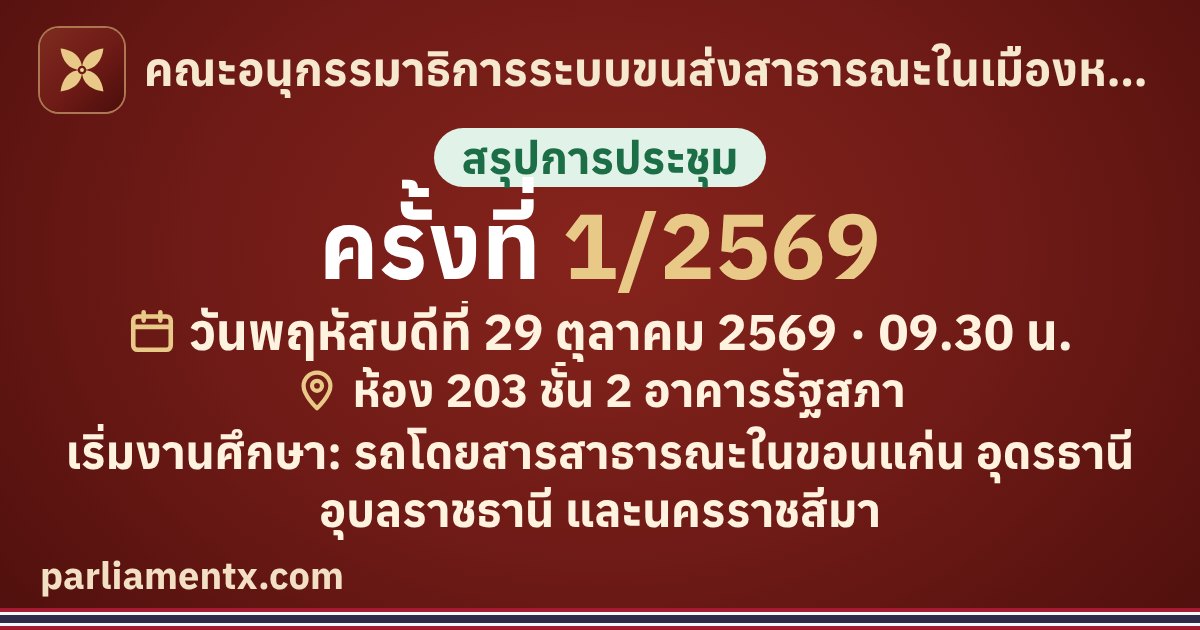 คณะอนุกรรมาธิการระบบขนส่งสาธารณะในเมืองห...
สรุปการประชุม
ครั้งที่ 1/2569
วันพฤหัสบดีที่ 29 ตุลาคม 2569 · 09.30 น.
ห้อง 203 ชั้น 2 อาคารรัฐสภา
เริ่มงานศึกษา: รถโดยสารสาธารณะในขอนแก่น อุดรธานี
อุบลราชธานี และนครราชสีมา
parliamentx.com